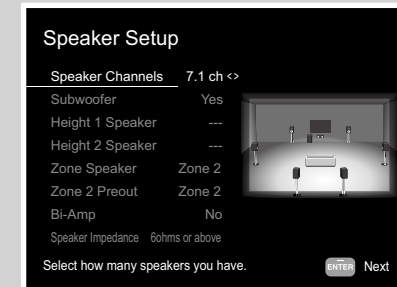 Speaker Setup
Speaker Channels 7.1 ch <>
Subwoofer Yes
Height 1 Speaker ---
Height 2 Speaker ---
Zone Speaker Zone 2
Zone 2 Preout Zone 2
Bi-Amp No
Speaker Impedance 6ohms or above
Select how many speakers you have. ENTER Next